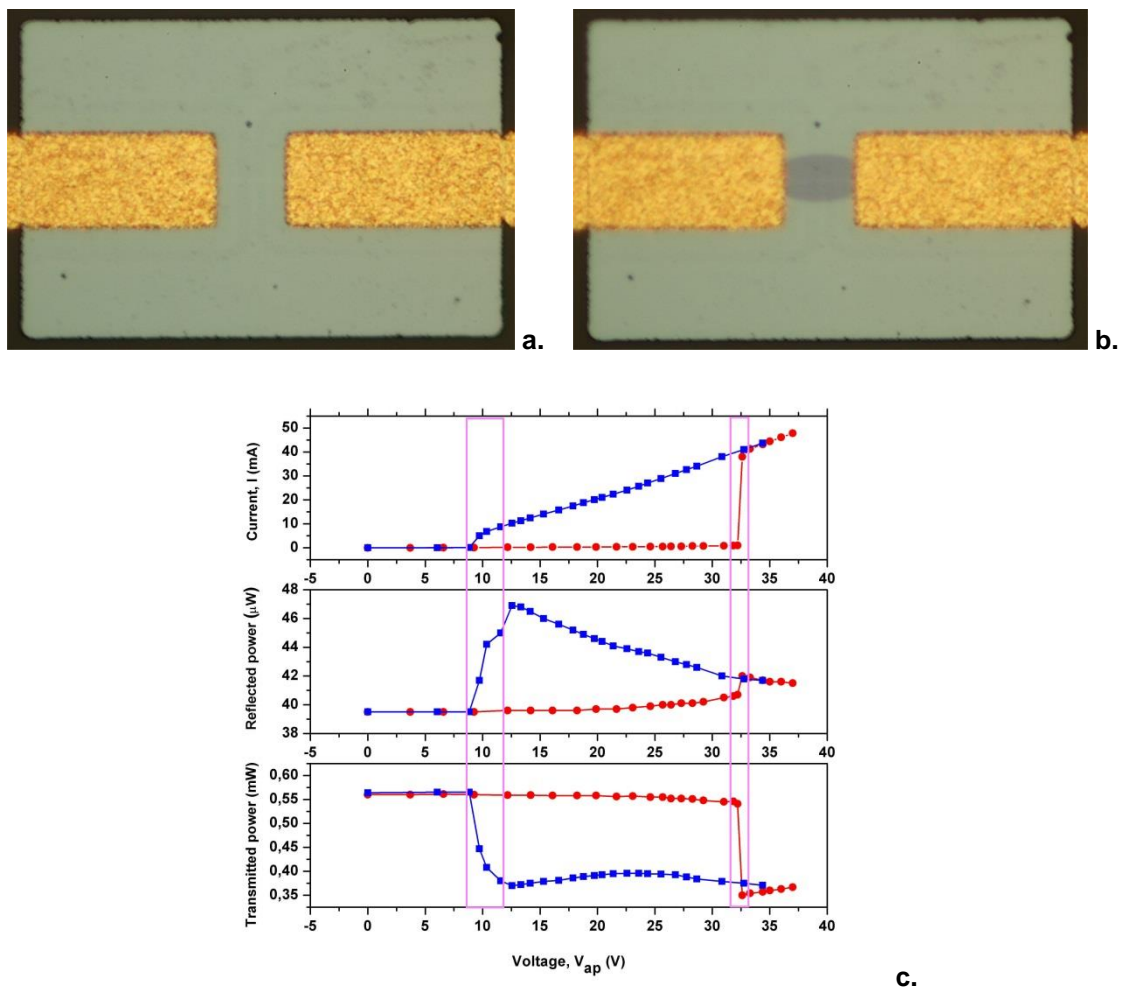 a.
b.
50
40
30
20
10
0
Current, I (mA)
-5 0 5 10 15 20 25 30 35 40
48
46
44
42
40
38
Reflected power (μW)
-5 0 5 10 15 20 25 30 35 40
0,60
0,55
0,50
0,45
0,40
0,35
Transmitted power (mW)
-5 0 5 10 15 20 25 30 35 40
Voltage, Vap (V)
c.